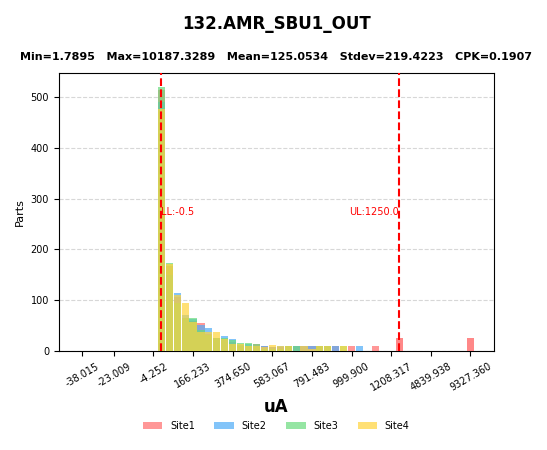 132.AMR_SBU1_OUT
Min=1.7895 Max=10187.3289 Mean=125.0534 Stdev=219.4223 CPK=0.1907
500
400
300
200
100
0
Parts
LL:-0.5
UL:1250.0
-38.015
-23.009
-4.252
166.233
374.650
583.067
791.483
999.900
1208.317
4839.938
9327.360
uA
Site1 Site2 Site3 Site4